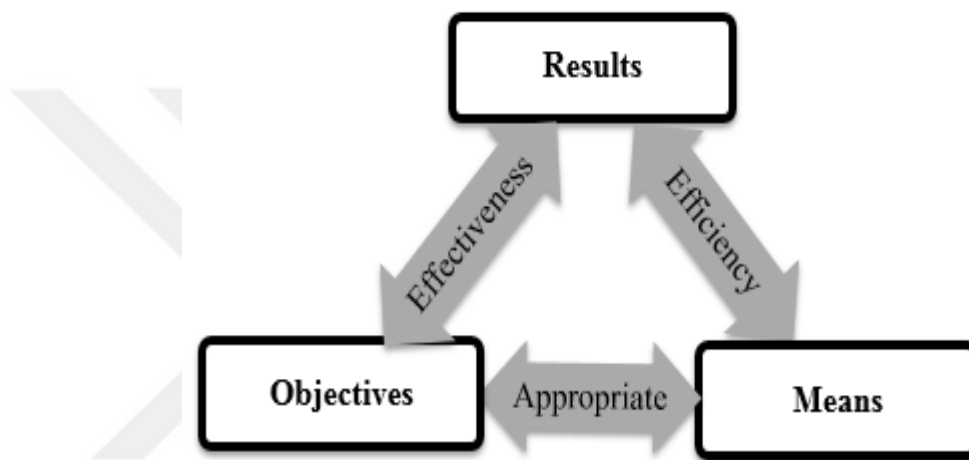 Results
Effectiveness
Efficiency
Objectives
Appropriate
Means